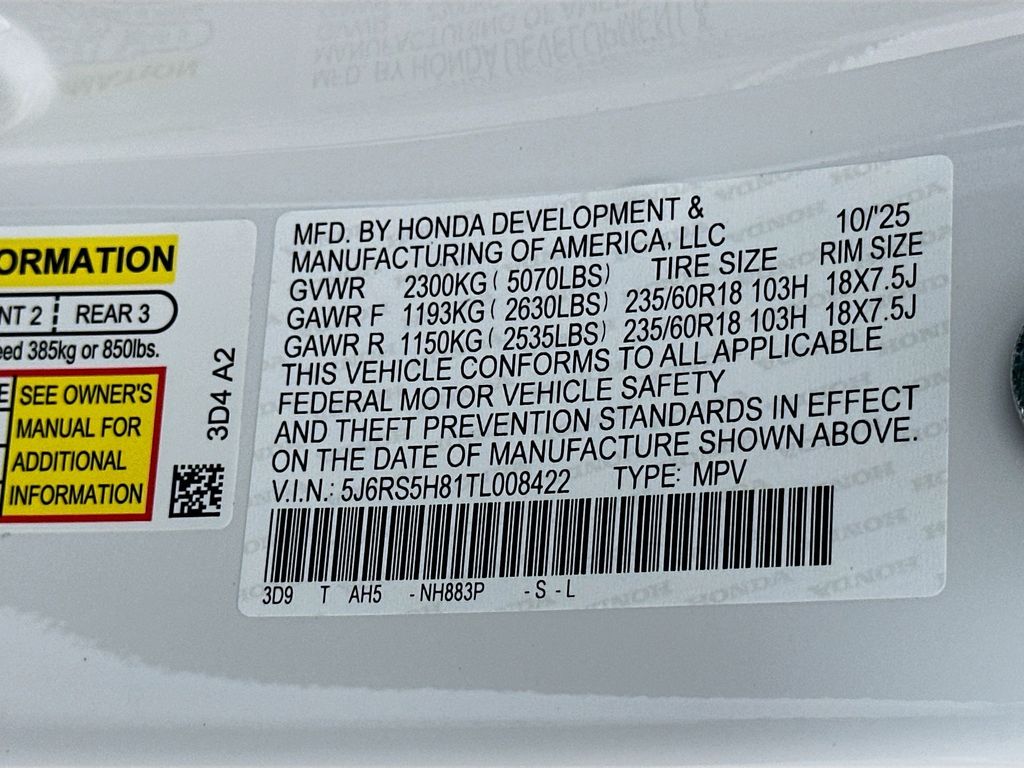 ORMATION
NT 2 REAR 3
eed 385kg or 850lbs.
E SEE OWNER'S
MANUAL FOR
ADDITIONAL
INFORMATION
3D4 A2
MFD. BY HONDA DEVELOPMENT &
MANUFACTURING OF AMERICA, LLC 10/'25
GVWR 2300KG ( 5070LBS) TIRE SIZE RIM SIZE
GAWR F 1193KG ( 2630LBS) 235/60R18 103H 18X7.5J
GAWR R 1150KG ( 2535LBS) 235/60R18 103H 18X7.5J
THIS VEHICLE CONFORMS TO ALL APPLICABLE
FEDERAL MOTOR VEHICLE SAFETY
AND THEFT PREVENTION STANDARDS IN EFFECT
ON THE DATE OF MANUFACTURE SHOWN ABOVE.
V.I.N.: 5J6RS5H81TL008422 TYPE: MPV
3D9 T AH5 -NH883P -S -L